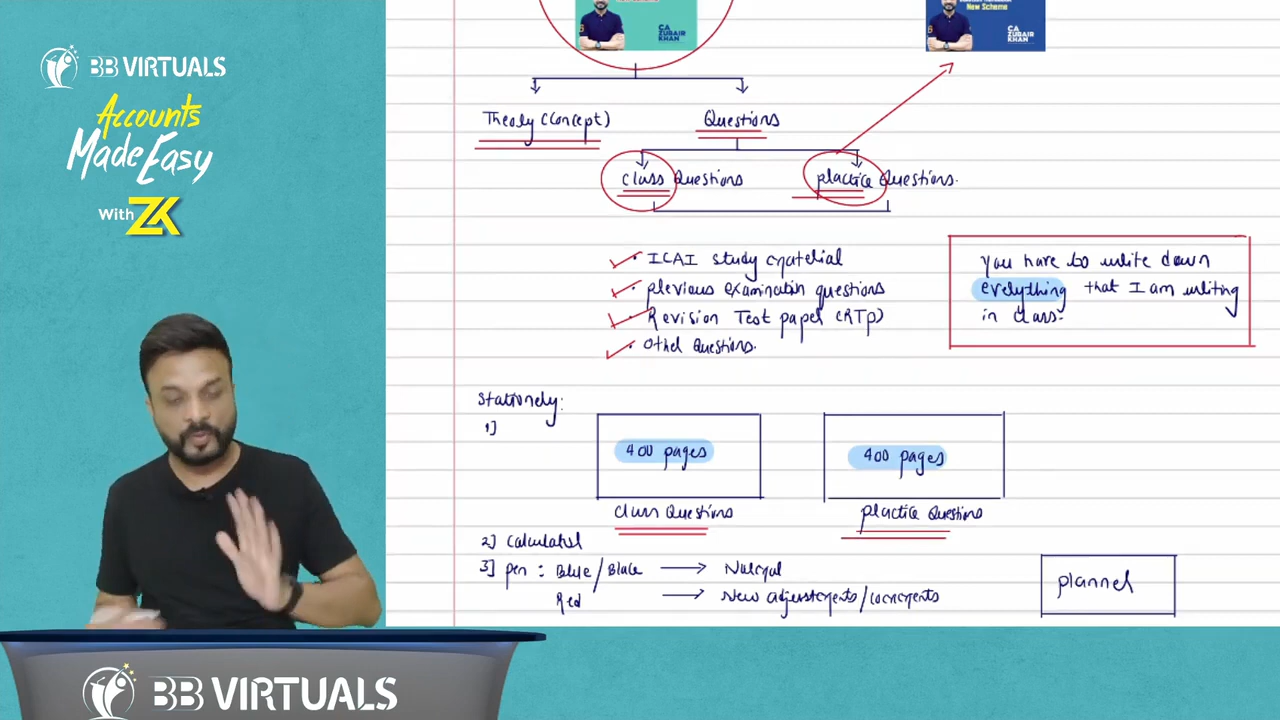 BB VIRTUALS
Accounts
Made Easy
With ZK
CA
ZUBAIR
KHAN
New Scheme
CA
ZUBAIR
KHAN
Theory (Concept)
Questions
class Questions
practice Questions.
• ICAI study material
• previous examination questions
• Revision Test paper (RTP)
• other questions.
you have to write down
everything that I am writing
in class.
Stationery:
1]
400 pages
400 pages
class Questions
practice Questions
2] calculator
3] pen : Blue / Black → Normal
Red → New adjustments/comments
planner
BB VIRTUALS